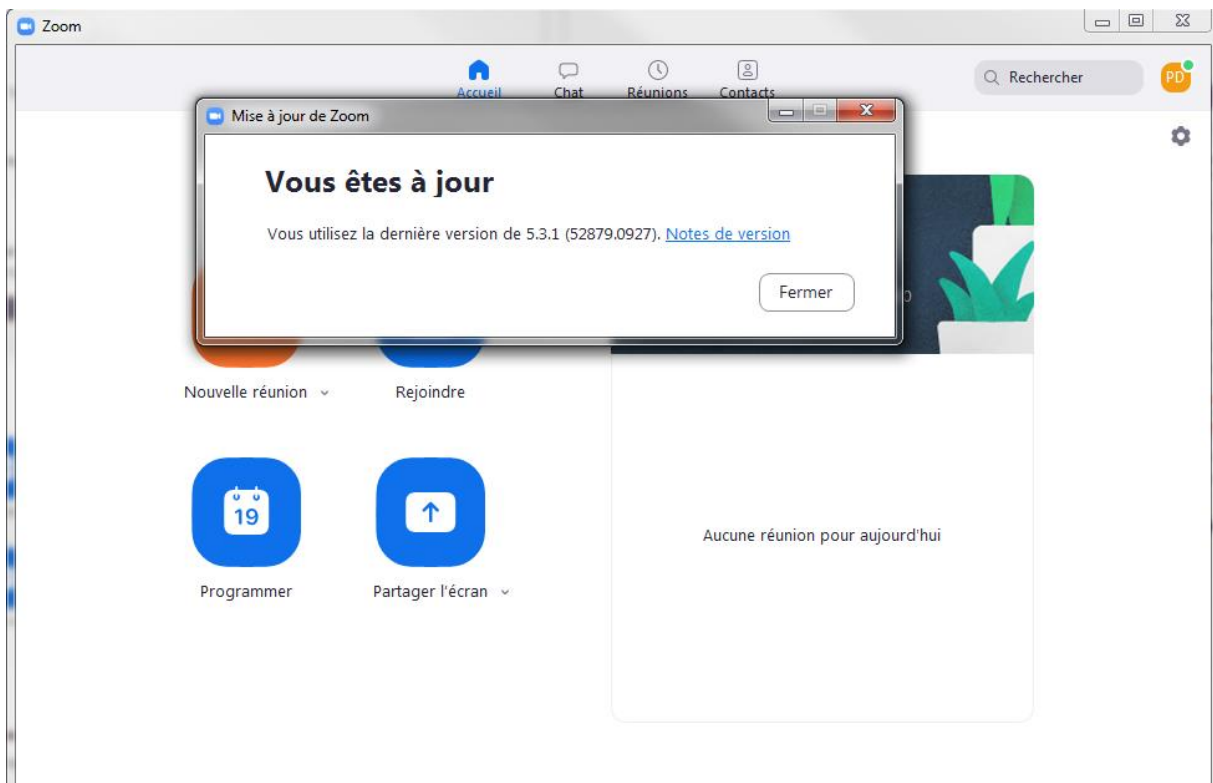 Zoom
Accueil
Chat
Réunions
Contacts
Rechercher
PD
Mise à jour de Zoom
Vous êtes à jour
Vous utilisez la dernière version de 5.3.1 (52879.0927). Notes de version
Fermer
Nouvelle réunion
Rejoindre
19
Programmer
Partager l'écran
Aucune réunion pour aujourd'hui